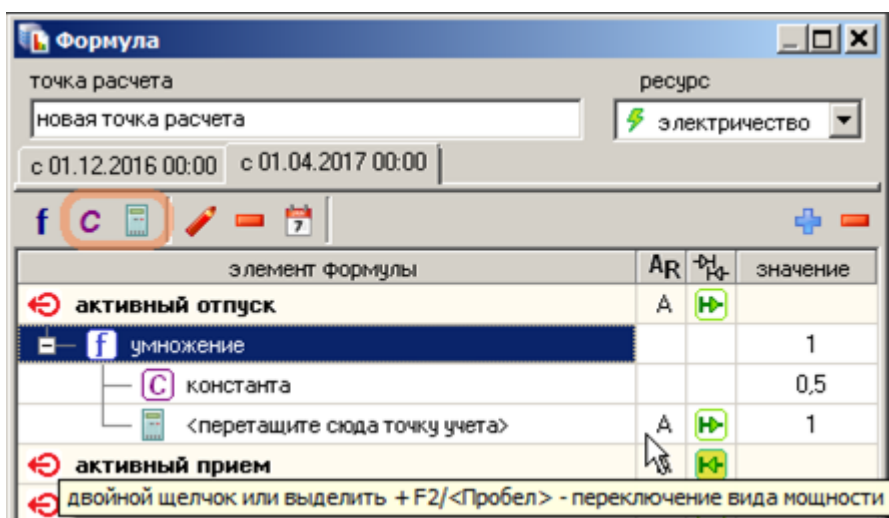 Формула
точка расчета
ресурс
новая точка расчета
электричество
с 01.12.2016 00:00
с 01.04.2017 00:00
f C 7
элемент формулы AR значение
активный отпуск A
f умножение 1
C константа 0,5
<перетащите сюда точку учета> A 1
активный прием
двойной щелчок или выделить + F2/<Пробел> - переключение вида мощности